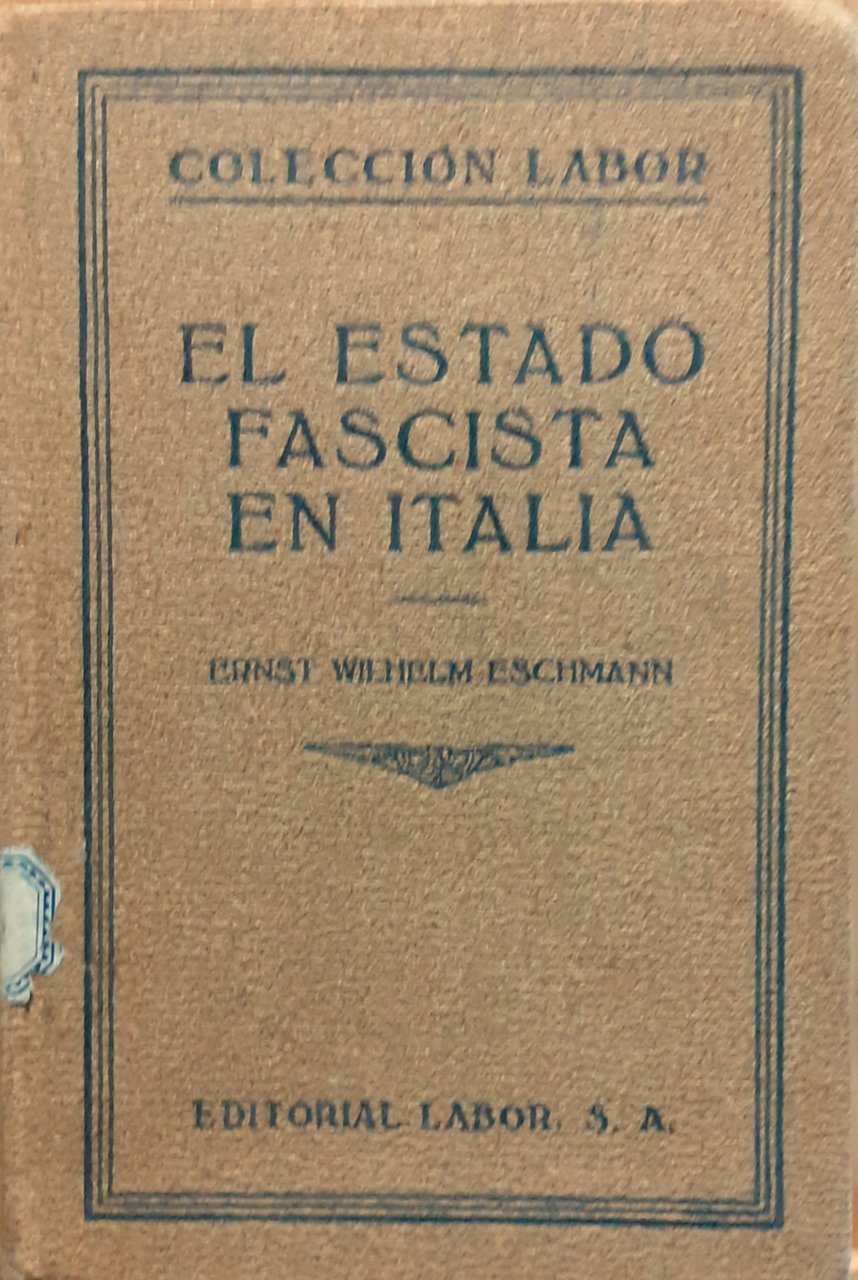 COLECCIÓN LABOR
EL ESTADO
FASCISTA
EN ITALIA
ERNST WILHELM ESCHMANN
EDITORIAL LABOR, S. A.